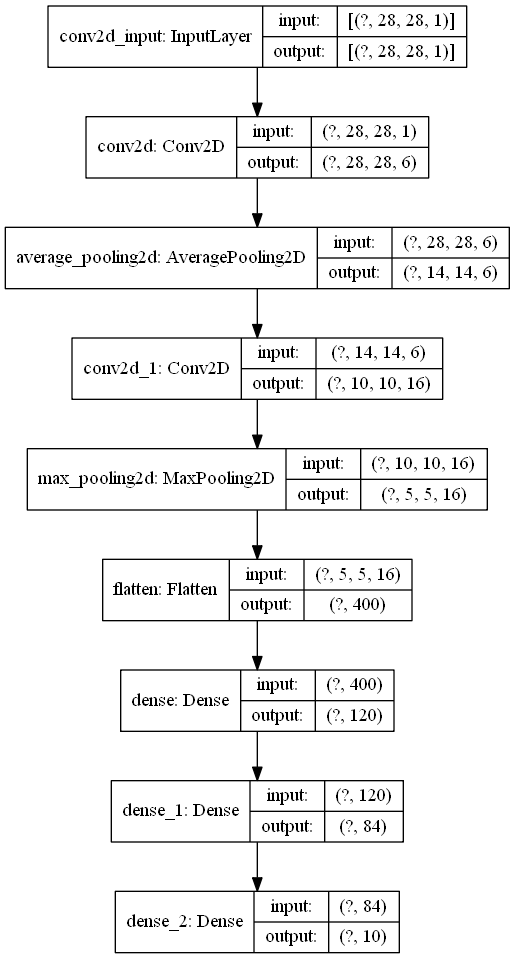 conv2d_input: InputLayer
input: [(?, 28, 28, 1)]
output: [(?, 28, 28, 1)]
conv2d: Conv2D
input: (?, 28, 28, 1)
output: (?, 28, 28, 6)
average_pooling2d: AveragePooling2D
input: (?, 28, 28, 6)
output: (?, 14, 14, 6)
conv2d_1: Conv2D
input: (?, 14, 14, 6)
output: (?, 10, 10, 16)
max_pooling2d: MaxPooling2D
input: (?, 10, 10, 16)
output: (?, 5, 5, 16)
flatten: Flatten
input: (?, 5, 5, 16)
output: (?, 400)
dense: Dense
input: (?, 400)
output: (?, 120)
dense_1: Dense
input: (?, 120)
output: (?, 84)
dense_2: Dense
input: (?, 84)
output: (?, 10)